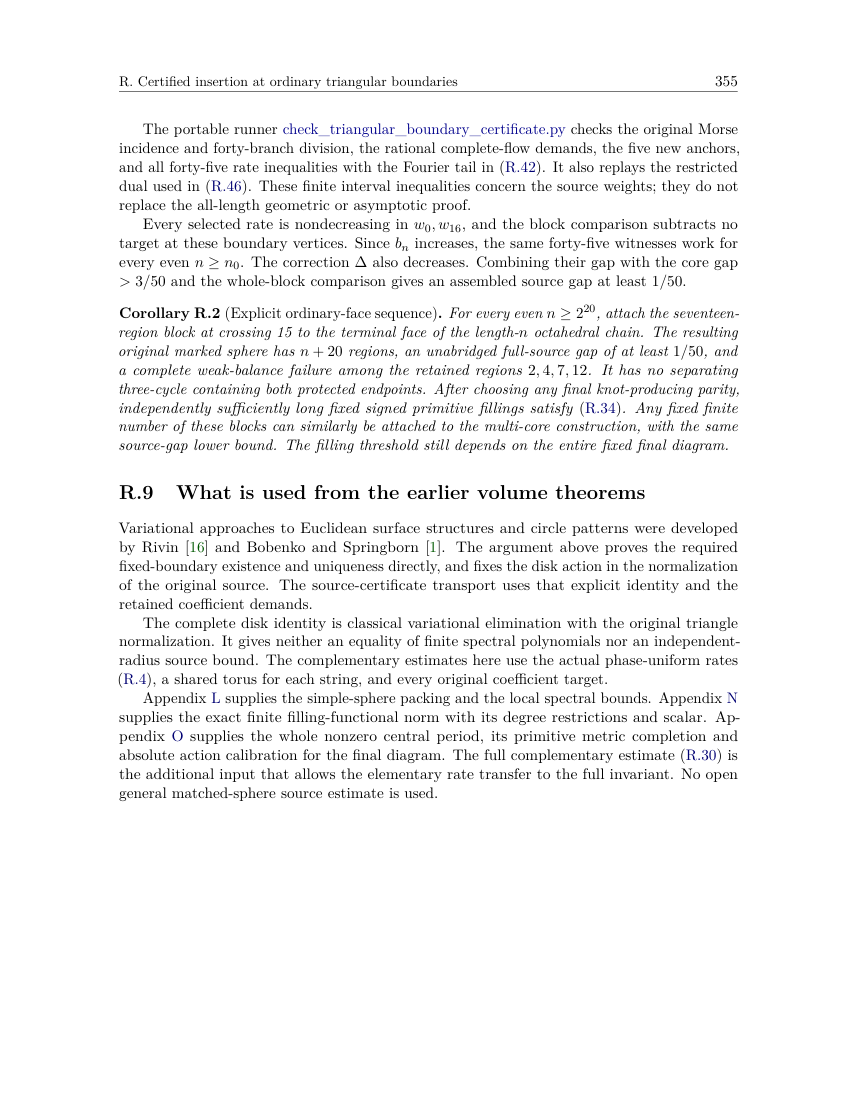 R. Certified insertion at ordinary triangular boundaries 355
The portable runner check_triangular_boundary_certificate.py checks the original Morse
incidence and forty-branch division, the rational complete-flow demands, the five new anchors,
and all forty-five rate inequalities with the Fourier tail in (R.42). It also replays the restricted
dual used in (R.46). These finite interval inequalities concern the source weights; they do not
replace the all-length geometric or asymptotic proof.
Every selected rate is nondecreasing in w₀, w₁₆, and the block comparison subtracts no
target at these boundary vertices. Since bₙ increases, the same forty-five witnesses work for
every even n ≥ n₀. The correction Δ also decreases. Combining their gap with the core gap
> 3/50 and the whole-block comparison gives an assembled source gap at least 1/50.
Corollary R.2 (Explicit ordinary-face sequence). For every even n ≥ 2²⁰, attach the seventeen-
region block at crossing 15 to the terminal face of the length-n octahedral chain. The resulting
original marked sphere has n + 20 regions, an unabridged full-source gap of at least 1/50, and
a complete weak-balance failure among the retained regions 2, 4, 7, 12. It has no separating
three-cycle containing both protected endpoints. After choosing any final knot-producing parity,
independently sufficiently long fixed signed primitive fillings satisfy (R.34). Any fixed finite
number of these blocks can similarly be attached to the multi-core construction, with the same
source-gap lower bound. The filling threshold still depends on the entire fixed final diagram.
R.9 What is used from the earlier volume theorems
Variational approaches to Euclidean surface structures and circle patterns were developed
by Rivin [16] and Bobenko and Springborn [1]. The argument above proves the required
fixed-boundary existence and uniqueness directly, and fixes the disk action in the normalization
of the original source. The source-certificate transport uses that explicit identity and the
retained coefficient demands.
The complete disk identity is classical variational elimination with the original triangle
normalization. It gives neither an equality of finite spectral polynomials nor an independent-
radius source bound. The complementary estimates here use the actual phase-uniform rates
(R.4), a shared torus for each string, and every original coefficient target.
Appendix L supplies the simple-sphere packing and the local spectral bounds. Appendix N
supplies the exact finite filling-functional norm with its degree restrictions and scalar. Ap-
pendix O supplies the whole nonzero central period, its primitive metric completion and
absolute action calibration for the final diagram. The full complementary estimate (R.30) is
the additional input that allows the elementary rate transfer to the full invariant. No open
general matched-sphere source estimate is used.